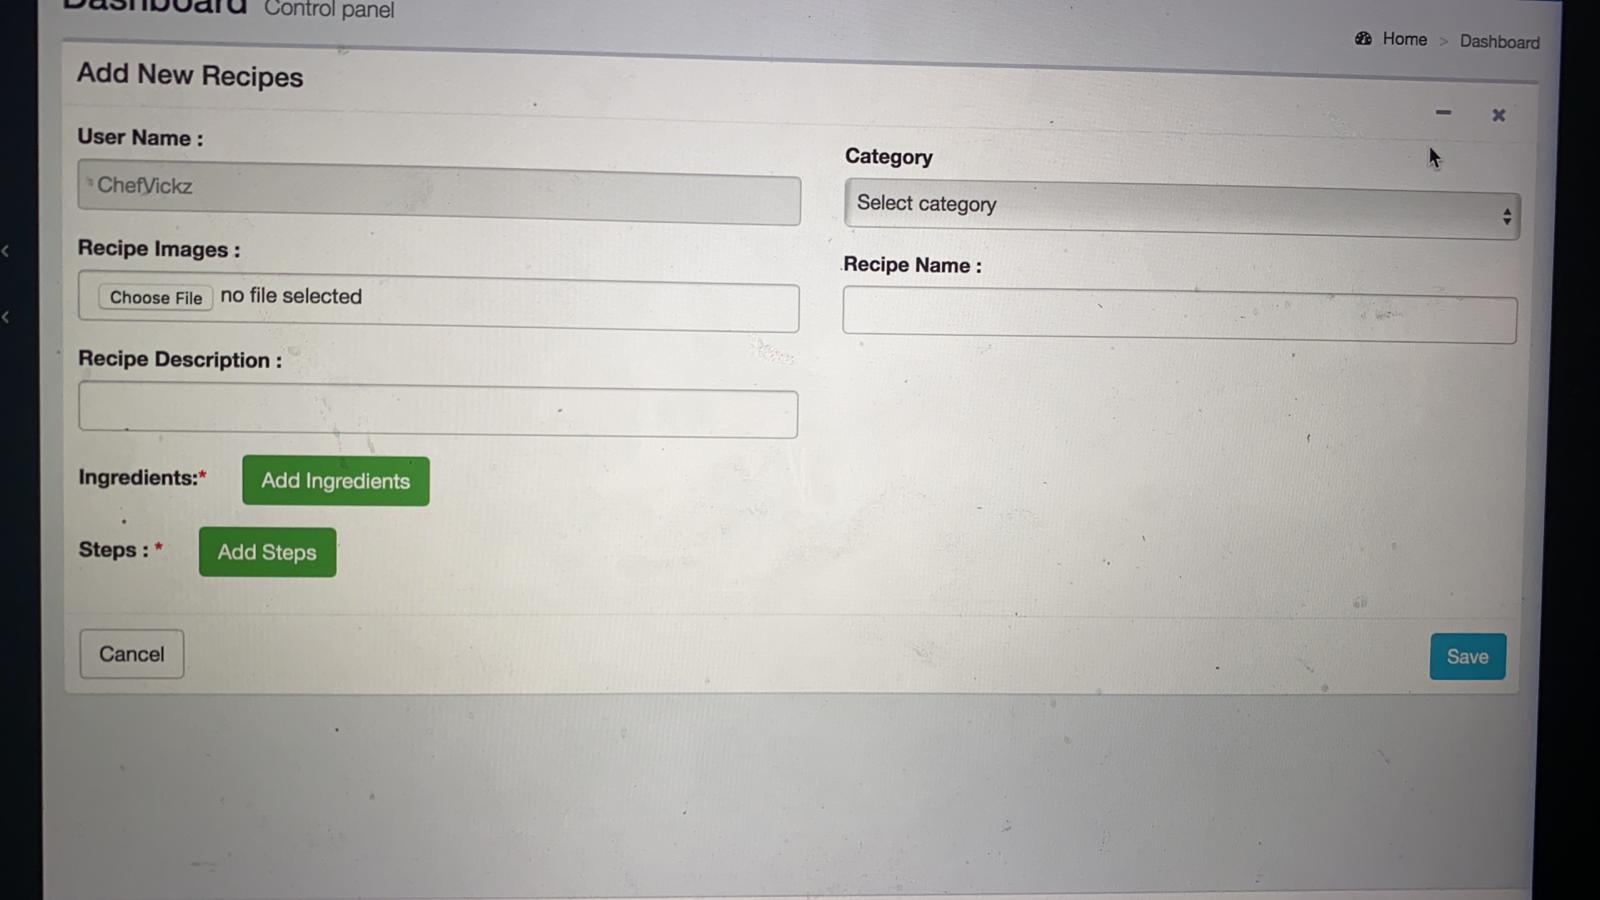 Dashboard Control panel
Home > Dashboard
Add New Recipes
User Name :
ChefVickz
Category
Select category
Recipe Images :
Choose File no file selected
Recipe Name :
Recipe Description :
Ingredients:* Add Ingredients
Steps : * Add Steps
Cancel
Save